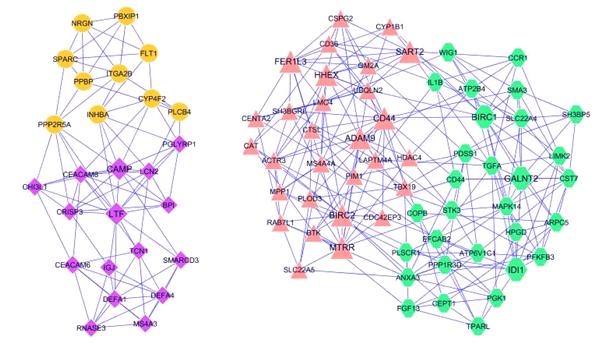 PBXIP1
NRGN
FLT1
SPARC
ITGA2B
PPBP
CYP4F2
PLCB4
INHBA
PPP2R5A
PGLYRP1
CAMP
LCN2
CEACAM8
CHI3L1
CRISP3
LTF
BPI
TCN1
SMARCD3
CEACAM6
IGJ
DEFA4
DEFA1
RNASE3
MS4A3
CSPG2
CYP1B1
CD36
SART2
FER1L3
GM2A
HHEX
UBQLN2
LMO4
SH3BGRL
CENTA2
CD44
CTSL
ADAM9
CAT
ACTR3
MS4A4A
LAPTM4A
HDAC4
PIM1
TBX19
MPP1
PLOD3
BIRC2
CDC42EP3
RAB7L1
BTK
MTRR
SLC22A5
WIG1
CCR1
IL1B
ATP2B4
SMA3
BIRC1
SLC22A4
SH3BP5
PDSS1
TGFA
LIMK2
CD44
GALNT2
CST7
MAPK14
COPB
STK3
ARPC5
HPGD
EFCAB2
PLSCR1
ATP6V1C1
PFKFB3
PPP1R3D
IDI1
ANXA3
CEPT1
PGK1
FGF13
TPARL